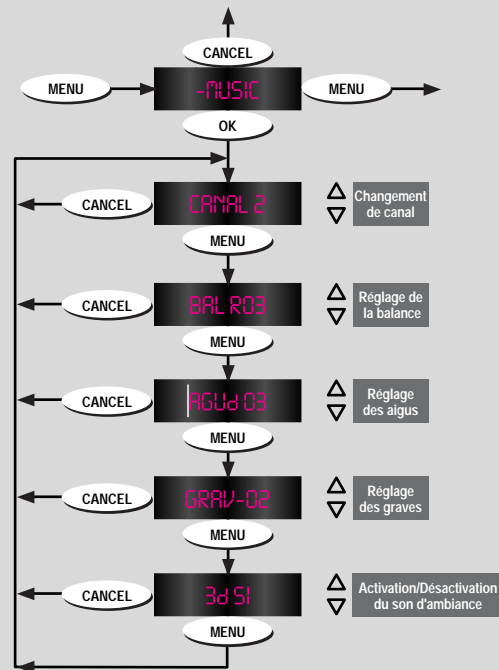 CANCEL
MENU
-MUSIC
MENU
OK
CANCEL
CANAL 2
Changement
de canal
MENU
CANCEL
BAL R03
Réglage de
la balance
MENU
CANCEL
AGUd 03
Réglage
des aigus
MENU
CANCEL
GRAV-02
Réglage
des graves
MENU
CANCEL
3d SI
Activation/Désactivation
du son d'ambiance
MENU